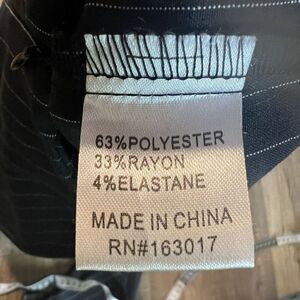 63%POLYESTER
33%RAYON
4%ELASTANE
MADE IN CHINA
RN#163017